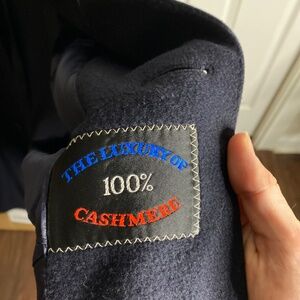 THE LUXURY OF
100%
CASHMERE